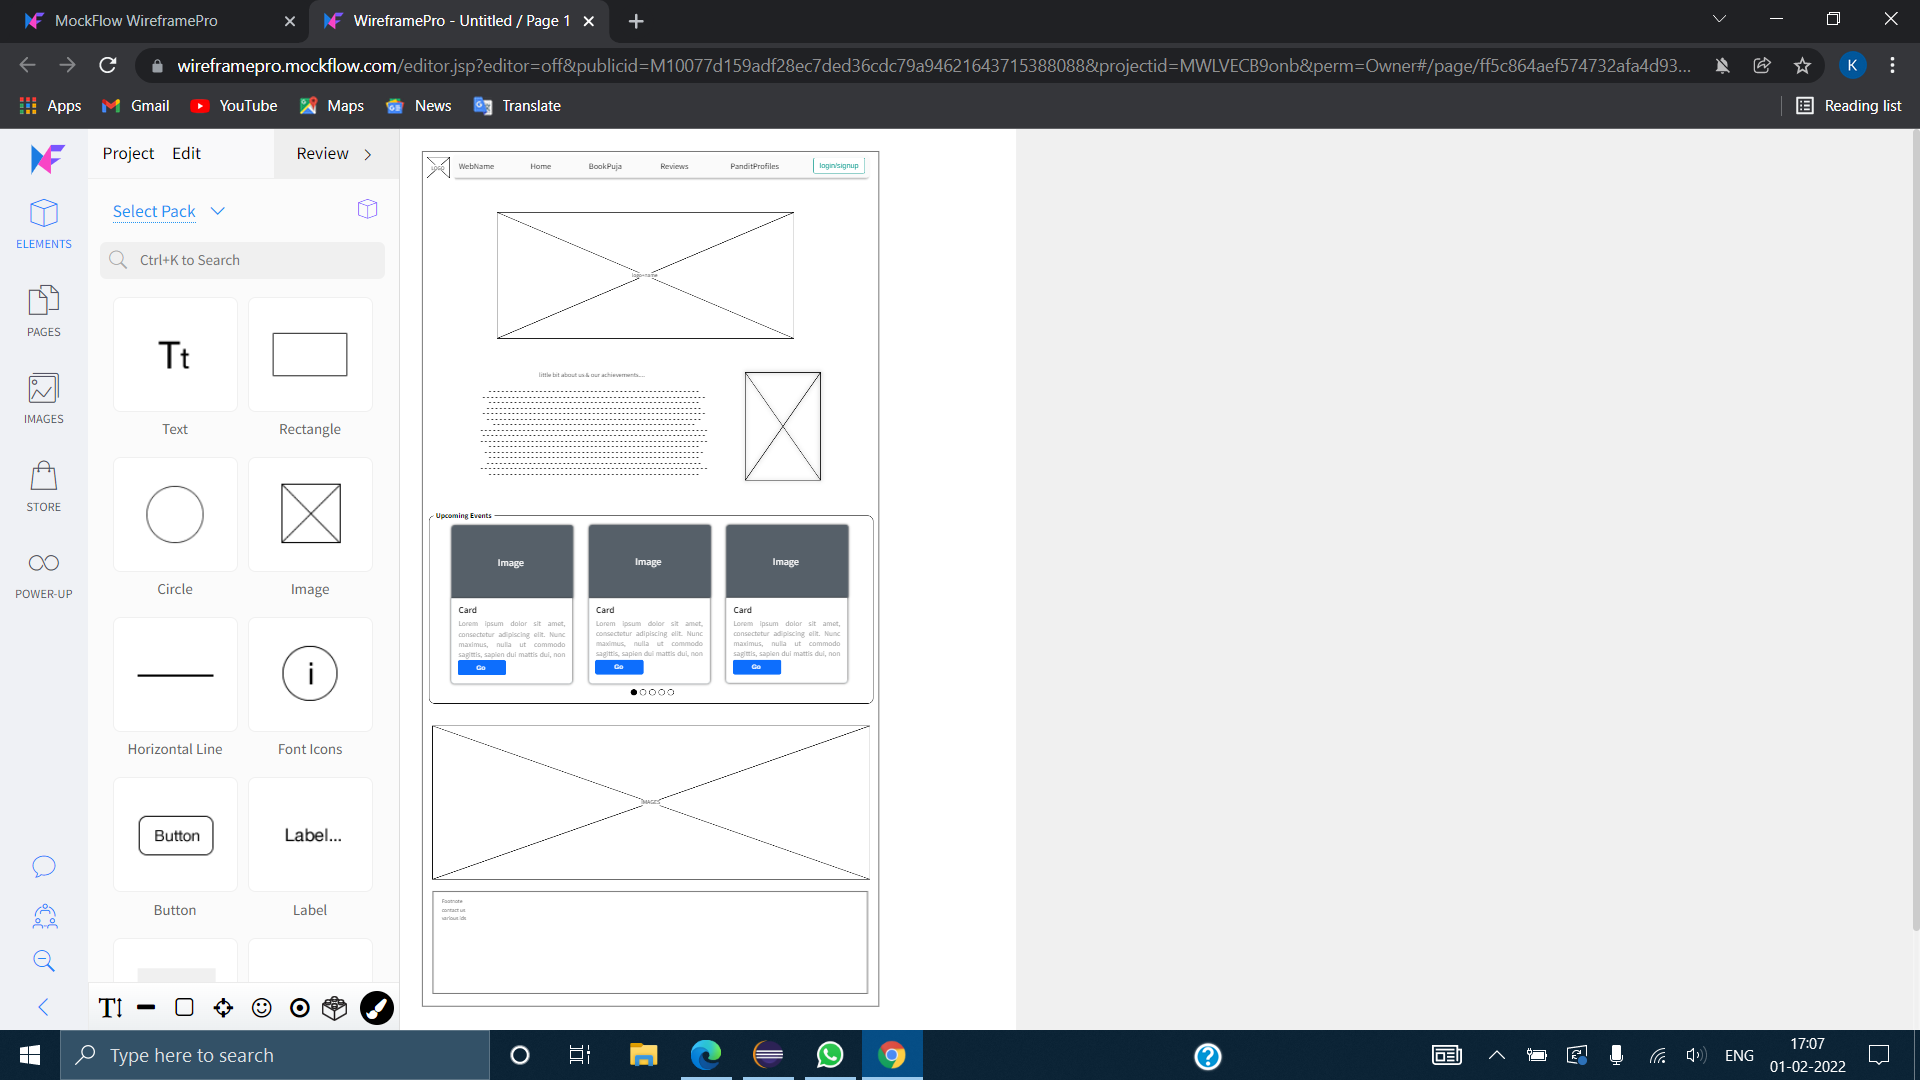 MockFlow WireframePro
WireframePro - Untitled / Page 1
wireframepro.mockflow.com/editor.jsp?editor=off&publicid=M10077d159adf28ec7ded36cdc79a94621643715388088&projectid=MWLVECB9onb&perm=Owner#/page/ff5c864aef574732afa4d93...
K
Apps
Gmail
YouTube
Maps
News
Translate
Reading list
Project
Edit
Review
Select Pack
Ctrl+K to Search
ELEMENTS
PAGES
IMAGES
STORE
POWER-UP
Tt
Text
Rectangle
Circle
Image
Horizontal Line
i
Font Icons
Button
Button
Label...
Label
LOGO
WebName
Home
BookPuja
Reviews
PanditProfiles
login/signup
logo+name
little bit about us & our achievements....
Upcoming Events
Image
Card
Lorem ipsum dolor sit amet,
consectetur adipiscing elit. Nunc
maximus, nulla ut commodo
sagittis, sapien dui mattis dui, non
Go
Image
Card
Lorem ipsum dolor sit amet,
consectetur adipiscing elit. Nunc
maximus, nulla ut commodo
sagittis, sapien dui mattis dui, non
Go
Image
Card
Lorem ipsum dolor sit amet,
consectetur adipiscing elit. Nunc
maximus, nulla ut commodo
sagittis, sapien dui mattis dui, non
Go
IMAGES
Footnote
contact us
Type here to search
ENG
17:07
01-02-2022